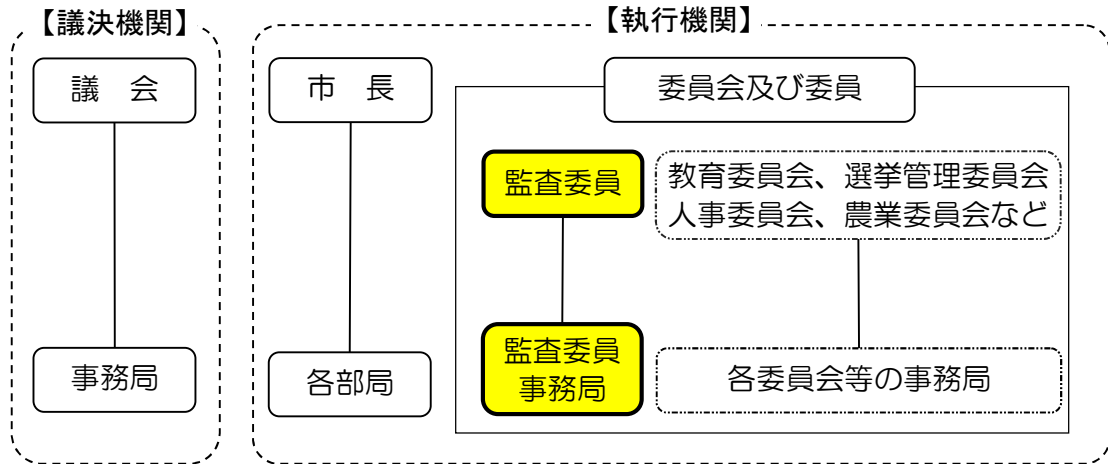 【議決機関】
【執行機関】
議　会
市　長
委員会及び委員
監査委員
教育委員会、選挙管理委員会
人事委員会、農業委員会など
事務局
各部局
監査委員
事務局
各委員会等の事務局